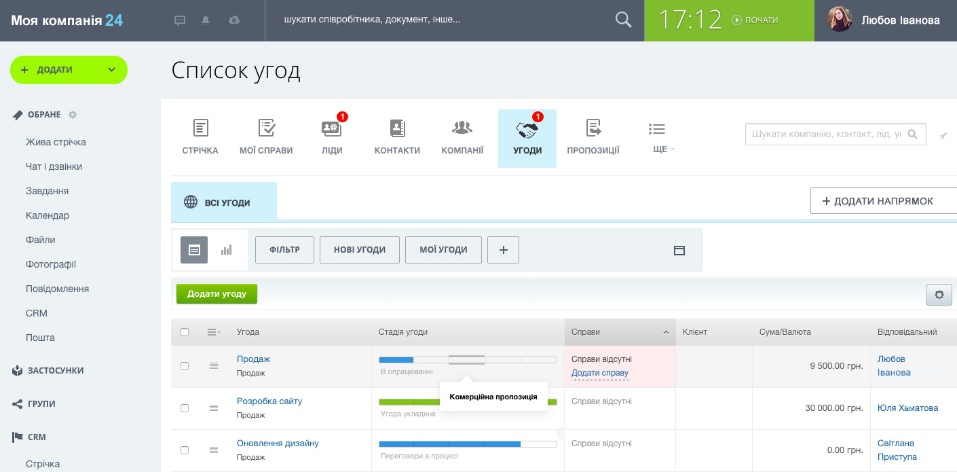 Моя компанія 24
шукати співробітника, документ, інше...
17:12 ПОЧАТИ
Любов Іванова
+ ДОДАТИ
Список угод
ОБРАНЕ
Жива стрічка
Чат і дзвінки
Завдання
Календар
Файли
Фотографії
Повідомлення
CRM
Пошта
ЗАСТОСУНКИ
ГРУПИ
CRM
Стрічка
1 1
СТРІЧКА МОЇ СПРАВИ ЛІДИ КОНТАКТИ КОМПАНІЇ УГОДИ ПРОПОЗИЦІЇ ЩЕ
Шукати компанію, контакт, лід, уг
ВСІ УГОДИ
+ ДОДАТИ НАПРЯМОК
ФІЛЬТР НОВІ УГОДИ МОЇ УГОДИ +
Додати угоду
Угода Стадія угоди Справи Клієнт Сума/Валюта Відповідальний
Продаж
Продаж
В опрацюванні
Справи відсутні
Додати справу
9 500.00 грн.
Любов
Іванова
Комерційна пропозиція
Розробка сайту
Продаж
Угода укладена
Справи відсутні
30 000.00 грн.
Юля Хаматова
Оновлення дизайну
Продаж
Переговори в процесі
Справи відсутні
0.00 грн.
Світлана
Приступа